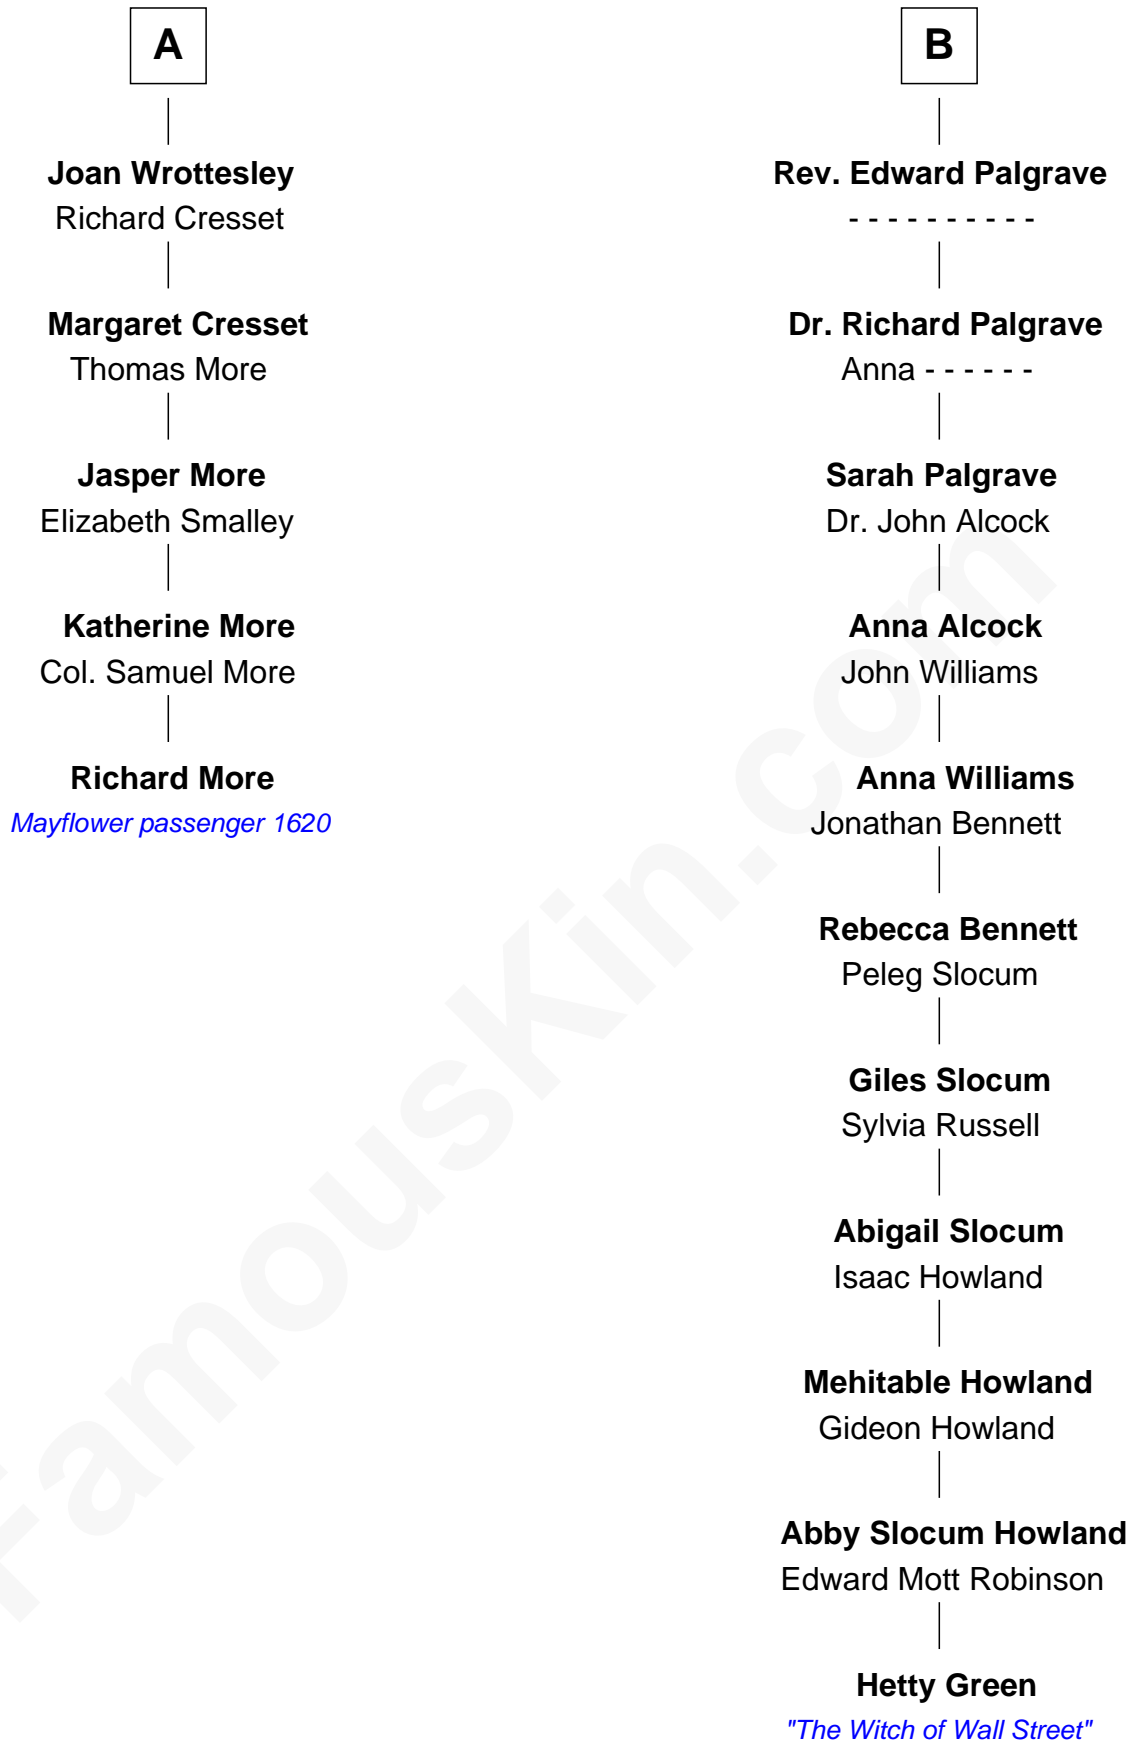 A
Joan Wrottesley
Richard Cresset
Margaret Cresset
Thomas More
Jasper More
Elizabeth Smalley
Katherine More
Col. Samuel More
Richard More
Mayflower passenger 1620
B
Rev. Edward Palgrave
- - - - - - - - - -
Dr. Richard Palgrave
Anna - - - - - -
Sarah Palgrave
Dr. John Alcock
Anna Alcock
John Williams
Anna Williams
Jonathan Bennett
Rebecca Bennett
Peleg Slocum
Giles Slocum
Sylvia Russell
Abigail Slocum
Isaac Howland
Mehitable Howland
Gideon Howland
Abby Slocum Howland
Edward Mott Robinson
Hetty Green
"The Witch of Wall Street"
FamousKin.com